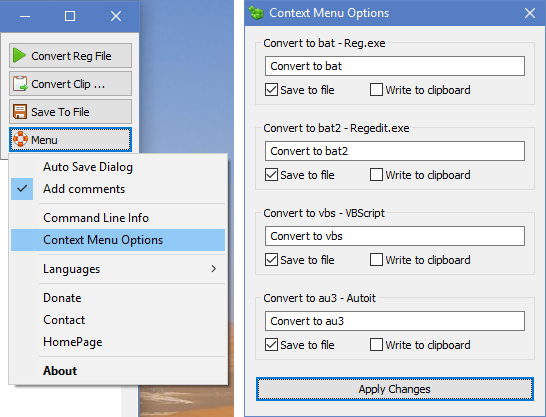 Convert Reg File
Convert Clip ...
Save To File
Menu
Auto Save Dialog
Add comments
Command Line Info
Context Menu Options
Languages
Donate
Contact
HomePage
About
Context Menu Options
Convert to bat - Reg.exe
Convert to bat
Save to file
Write to clipboard
Convert to bat2 - Regedit.exe
Convert to bat2
Save to file
Write to clipboard
Convert to vbs - VBScript
Convert to vbs
Save to file
Write to clipboard
Convert to au3 - Autoit
Convert to au3
Save to file
Write to clipboard
Apply Changes